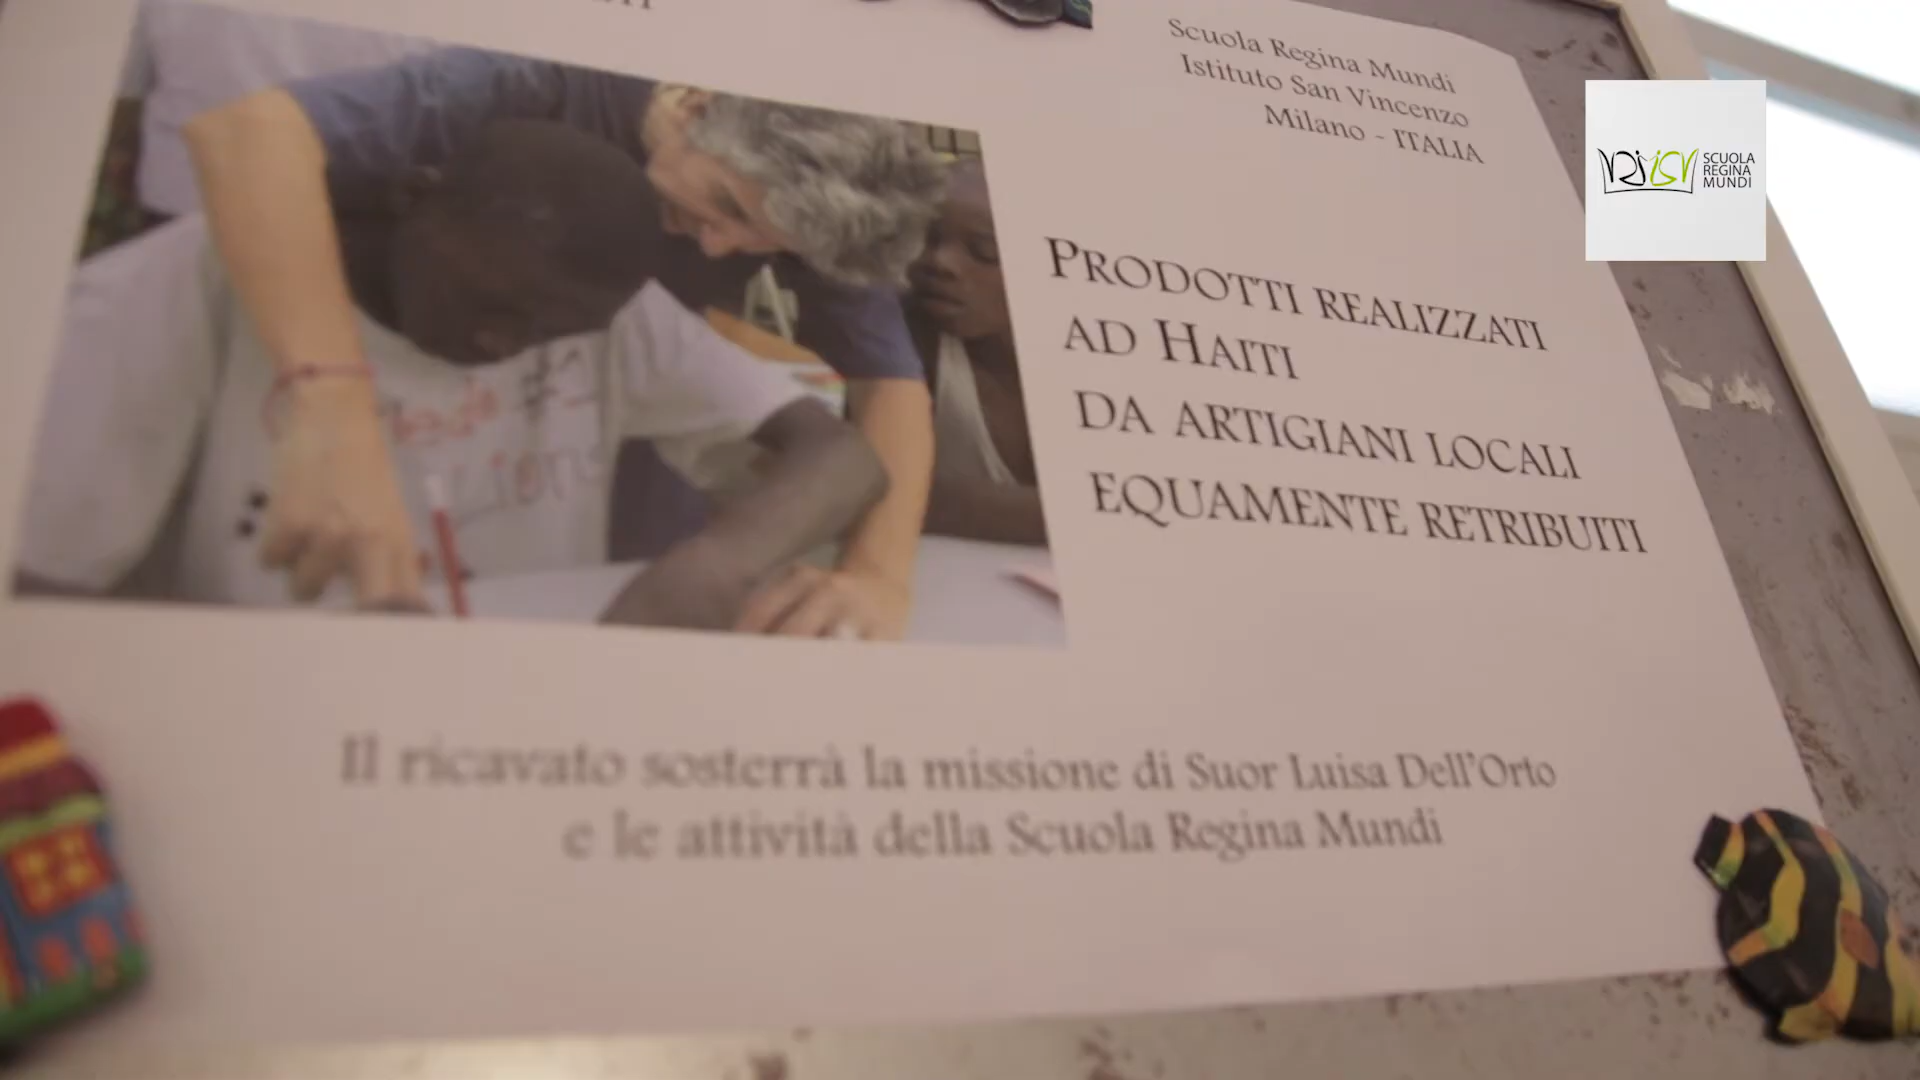 Scuola Regina Mundi
Istituto San Vincenzo
Milano - ITALIA
SCUOLA
REGINA
MUNDI
PRODOTTI REALIZZATI
AD HAITI
DA ARTIGIANI LOCALI
EQUAMENTE RETRIBUITI
Il ricavato sosterrà la missione di Suor Luisa Dell'Orto
e le attività della Scuola Regina Mundi